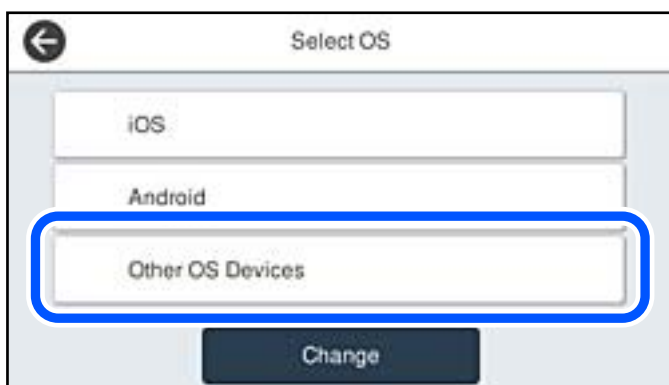 Select OS
iOS
Android
Other OS Devices
Change